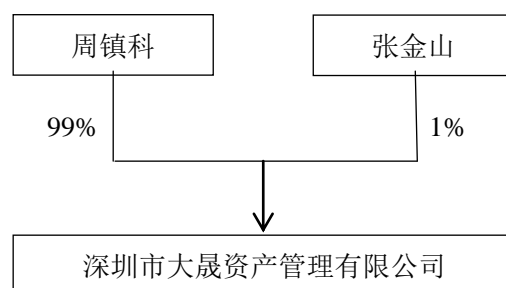 周镇科
张金山
99%
1%
深圳市大晟资产管理有限公司